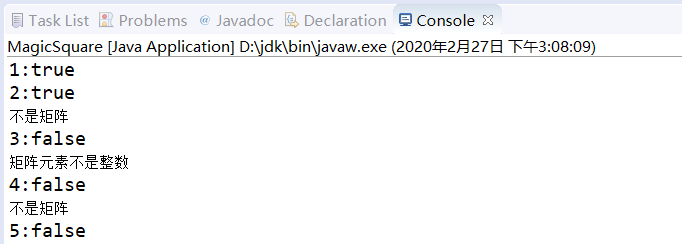 Task List Problems @ Javadoc Declaration Console
MagicSquare [Java Application] D:\jdk\bin\javaw.exe (2020年2月27日 下午3:08:09)
1:true
2:true
不是矩阵
3:false
矩阵元素不是整数
4:false
不是矩阵
5:false